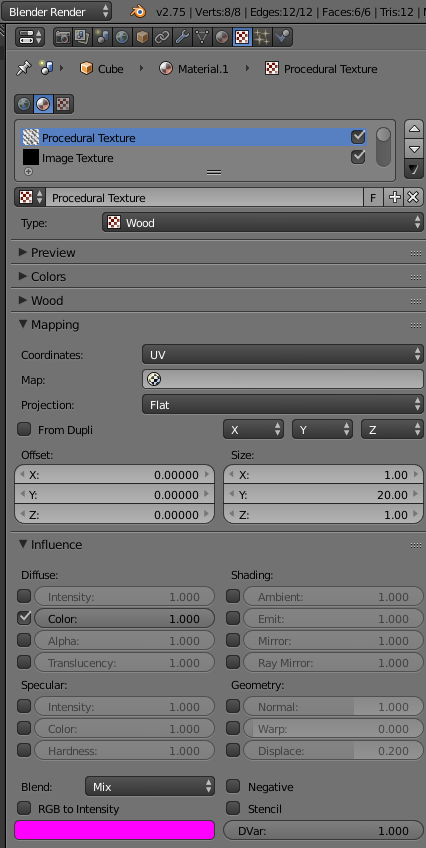 Blender Render v2.75 | Verts:8/8 | Edges:12/12 | Faces:6/6 | Tris:12 |
Cube Material.1 Procedural Texture
Procedural Texture
Image Texture
Procedural Texture F
Type: Wood
Preview
Colors
Wood
Mapping
Coordinates: UV
Map:
Projection: Flat
From Dupli X Y Z
Offset: Size:
X: 0.00000 X: 1.00
Y: 0.00000 Y: 20.00
Z: 0.00000 Z: 1.00
Influence
Diffuse: Shading:
Intensity: 1.000 Ambient: 1.000
Color: 1.000 Emit: 1.000
Alpha: 1.000 Mirror: 1.000
Translucency: 1.000 Ray Mirror: 1.000
Specular: Geometry:
Intensity: 1.000 Normal: 1.000
Color: 1.000 Warp: 0.000
Hardness: 1.000 Displace: 0.200
Blend: Mix Negative
RGB to Intensity Stencil
DVar: 1.000